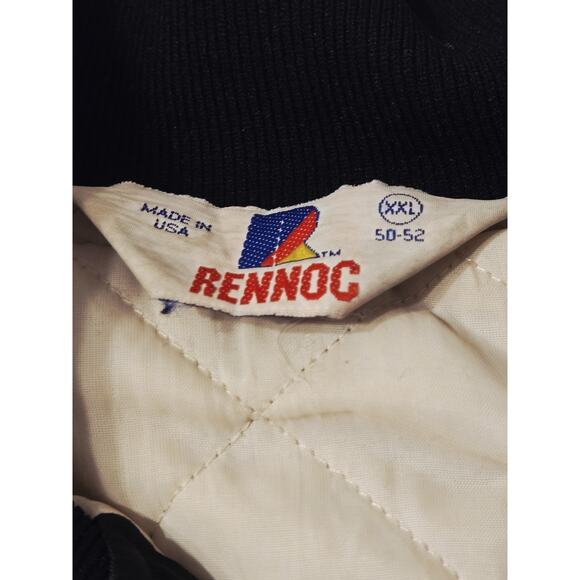 MADE IN
USA
TM
RENNOC
XXL
50-52